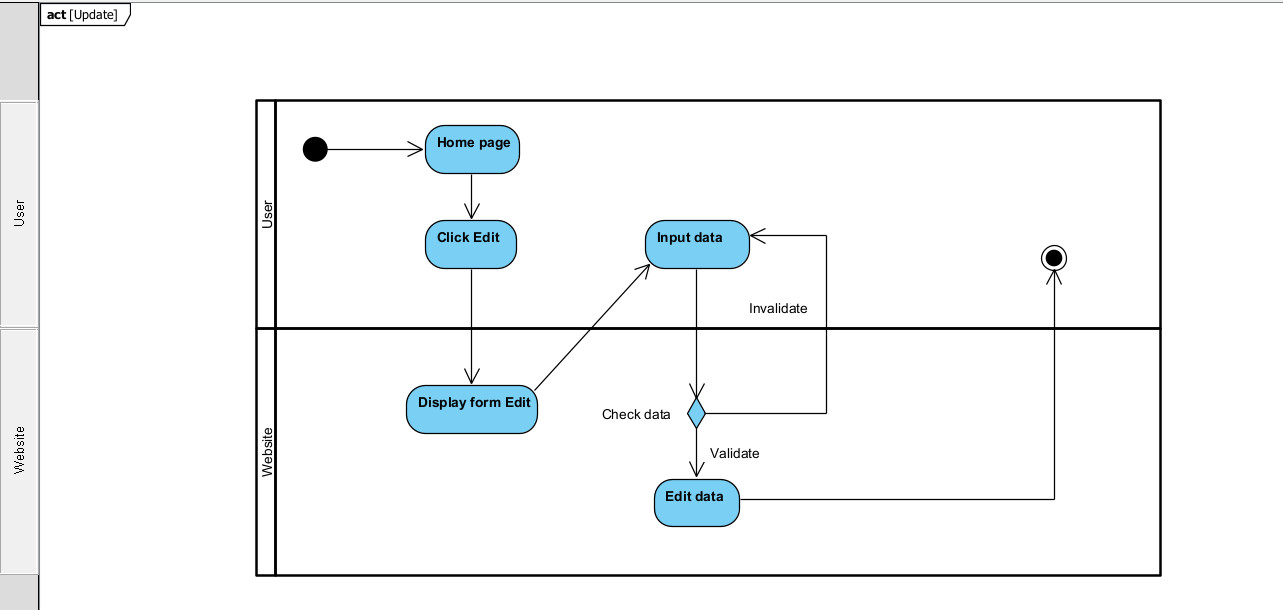 act [Update]
User
Website
User
Website
Home page
Click Edit
Input data
Invalidate
Display form Edit
Check data
Validate
Edit data